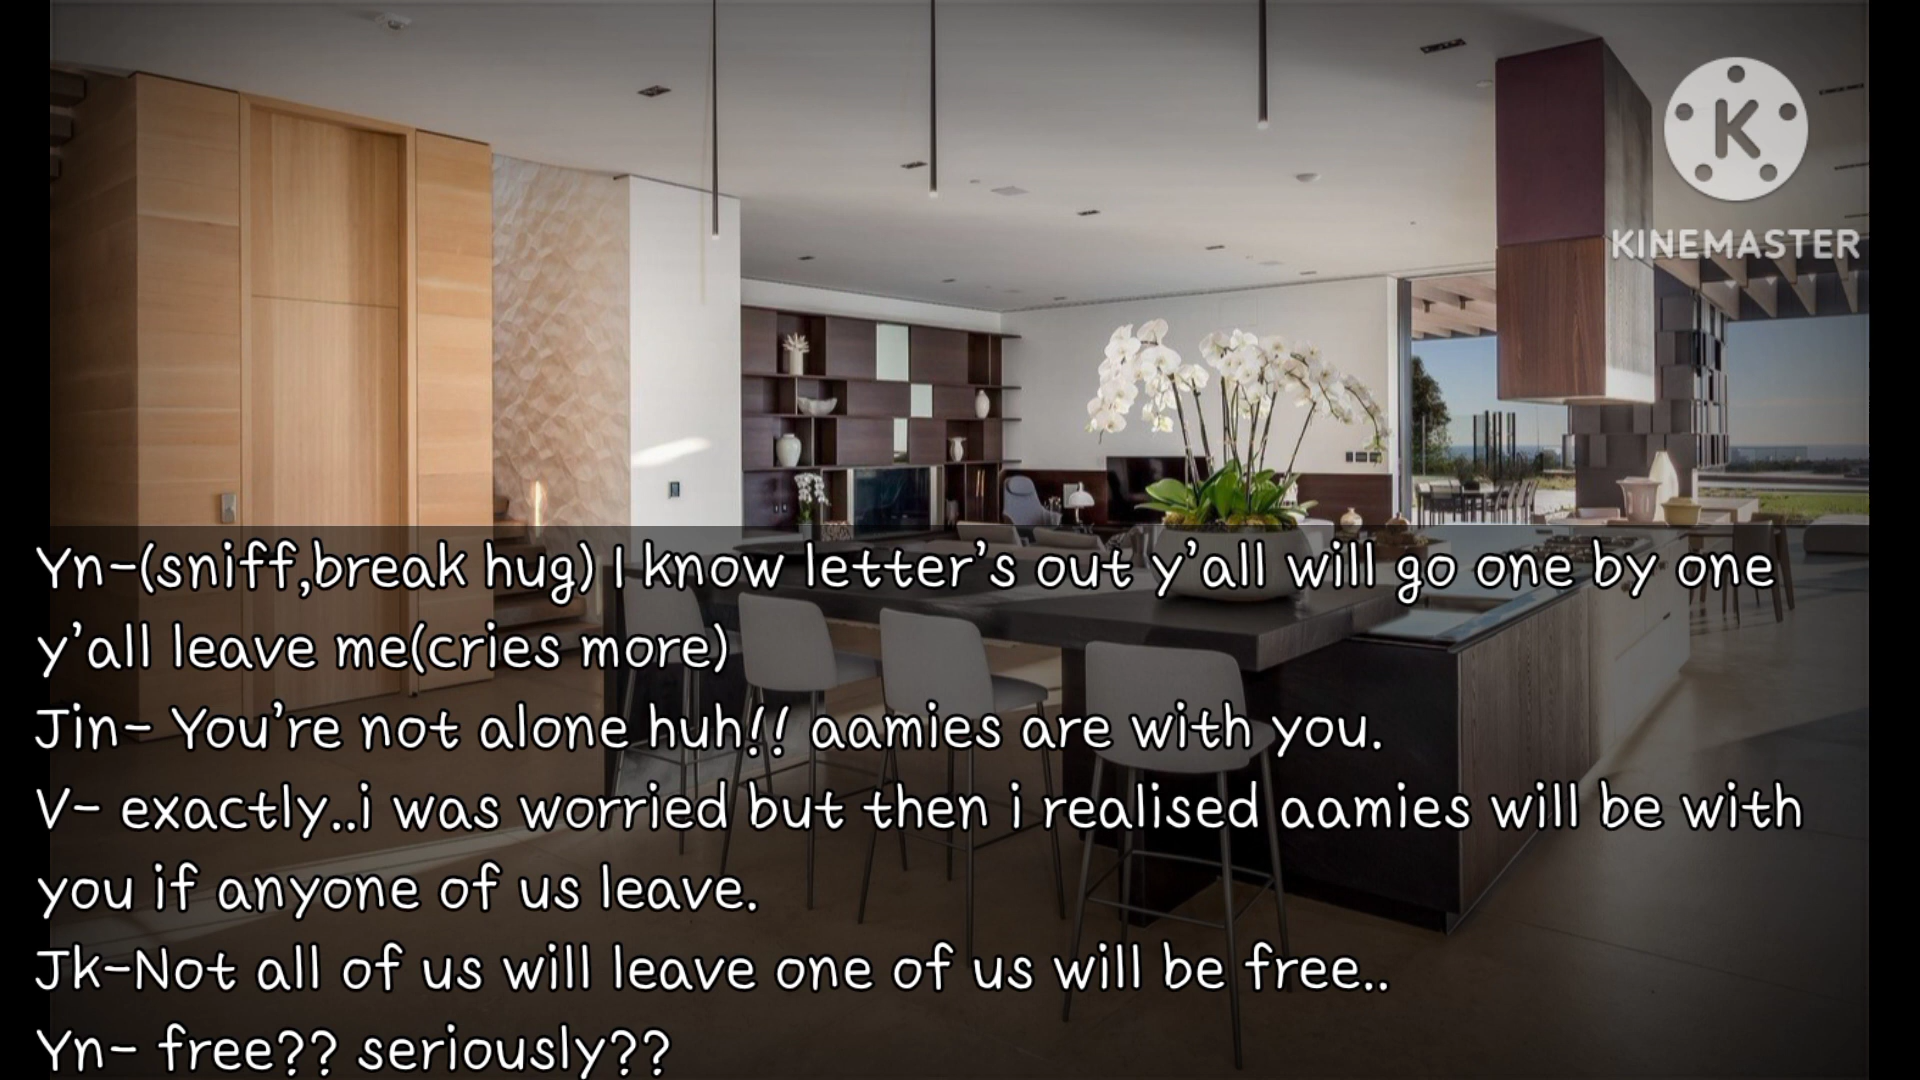 K
KINEMASTER
Yn-(sniff,break hug) I know letter's out y'all will go one by one
y'all leave me(cries more)
Jin- You're not alone huh!! aamies are with you.
V- exactly..i was worried but then i realised aamies will be with
you if anyone of us leave.
Jk-Not all of us will leave one of us will be free..
Yn- free?? seriously??